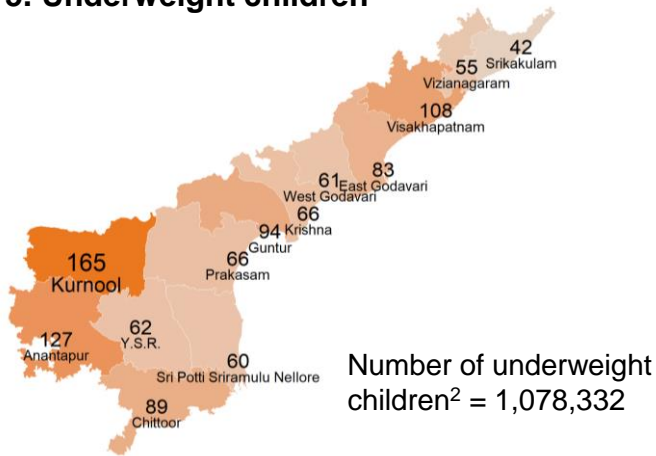 3. Underweight children
42
Srikakulam
55
Vizianagaram
108
Visakhapatnam
83
East Godavari
61
West Godavari
66
Krishna
94
Guntur
66
Prakasam
165
Kurnool
127
Anantapur
62
Y.S.R.
60
Sri Potti Sriramulu Nellore
89
Chittoor
Number of underweight
children² = 1,078,332